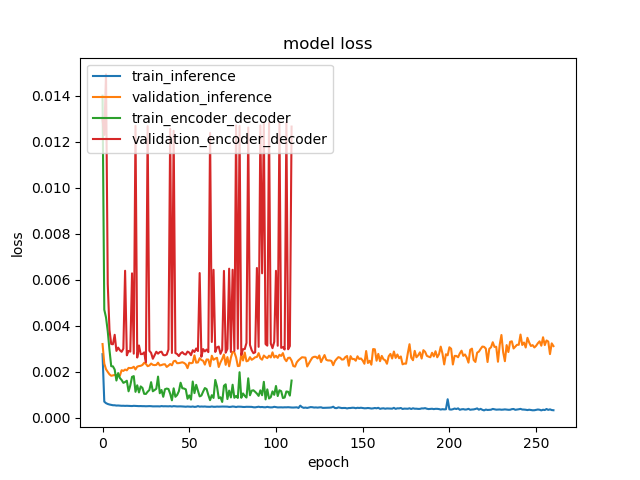 model loss
train_inference
validation_inference
train_encoder_decoder
validation_encoder_decoder
0.014
0.012
0.010
0.008
0.006
0.004
0.002
0.000
loss
0 50 100 150 200 250
epoch